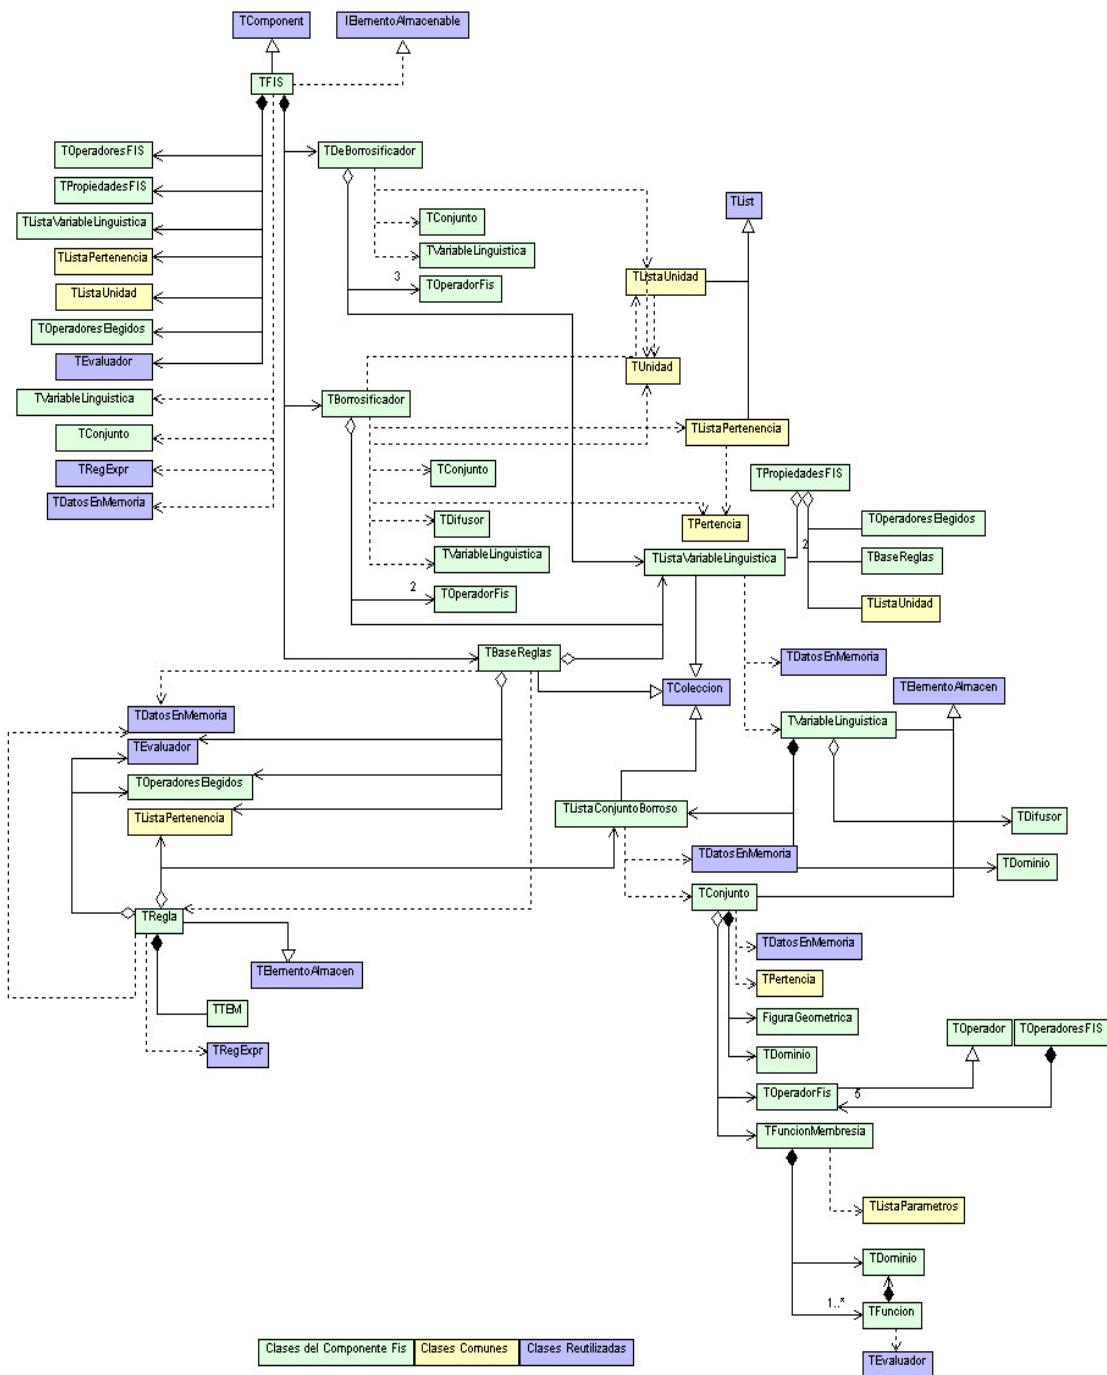 TComponent
IElementoAlmacenable
TFIS
TOperadoresFIS
TDeBorrosificador
TPropiedadesFIS
TList
TListaVariableLinguistica
TConjunto
TListaPertenencia
TVariableLinguistica
TListaUnidad
3
TOperadorFis
TListaUnidad
TOperadoresElegidos
TEvaluador
TUnidad
TVariableLinguistica
TBorrosificador
TConjunto
TListaPertenencia
TRegExpr
TConjunto
TPropiedadesFIS
TDatosEnMemoria
TDifusor
TPertencia
TOperadoresElegidos
2
TVariableLinguistica
TListaVariableLinguistica
TBaseReglas
2
TOperadorFis
TListaUnidad
TBaseReglas
TDatosEnMemoria
TColeccion
TElementoAlmacen
TDatosEnMemoria
TVariableLinguistica
TEvaluador
TOperadoresElegidos
TListaConjuntoBorroso
TListaPertenencia
TDifusor
TDatosEnMemoria
TDominio
TConjunto
TRegla
TDatosEnMemoria
TElementoAlmacen
TPertencia
TTEM
FiguraGeometrica
TOperador
TOperadoresFIS
TRegExpr
TDominio
TOperadorFis
5
TFuncionMembresia
TListaParametros
TDominio
1..*
TFuncion
Clases del Componente Fis
Clases Comunes
Clases Reutilizadas
TEvaluador